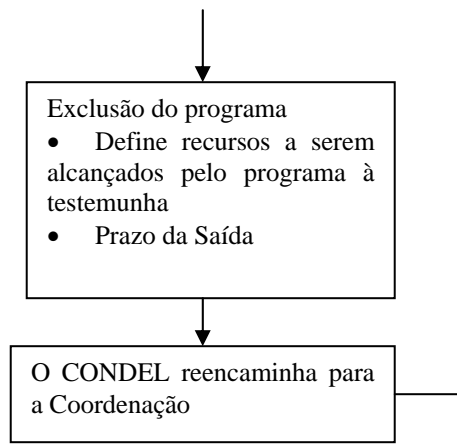 Exclusão do programa
• Define recursos a serem
alcançados pelo programa à
testemunha
• Prazo da Saída
O CONDEL reencaminha para
a Coordenação